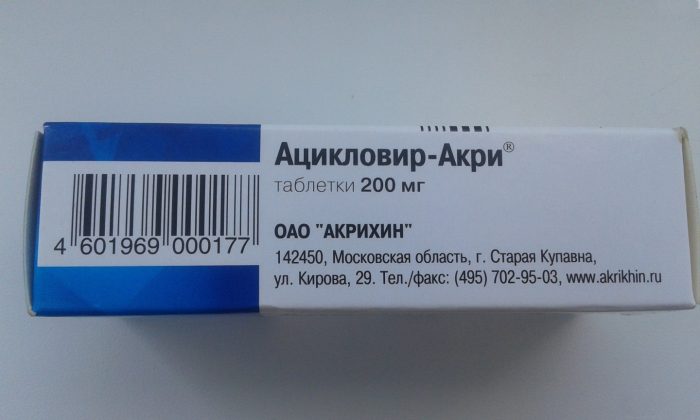 Ацикловир-Акри®
таблетки 200 мг
ОАО "АКРИХИН"
142450, Московская область, г. Старая Купавна,
ул. Кирова, 29. Тел./факс: (495) 702-95-03, www.akrikhin.ru
4 601969 000177